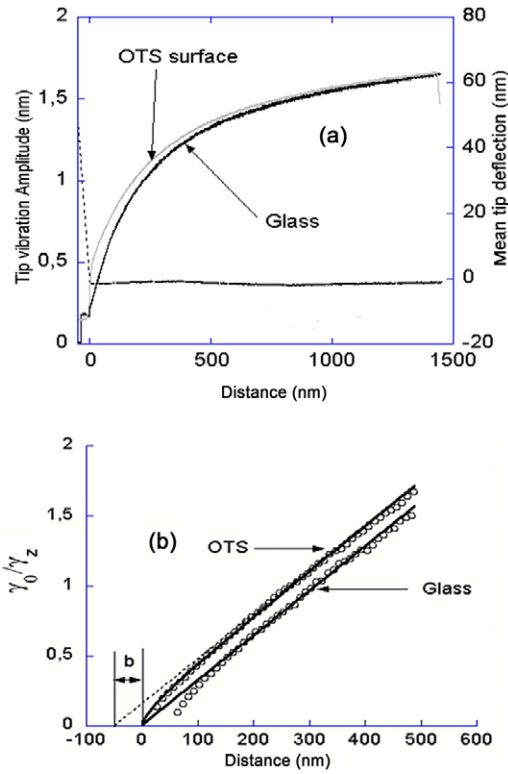 2
80
OTS surface
60
1.5
(a)
40
1
Glass
20
0,5
0
0
-20
0
500
1000
1500
Distance (nm)
Tip vibration Amplitude (nm)
Mean tip deflection (nm)
2
(b)
1,5
OTS
1
Glass
0,5
b
0
-100
0
100
200
300
400
500
600
Distance (nm)
γ0/γz